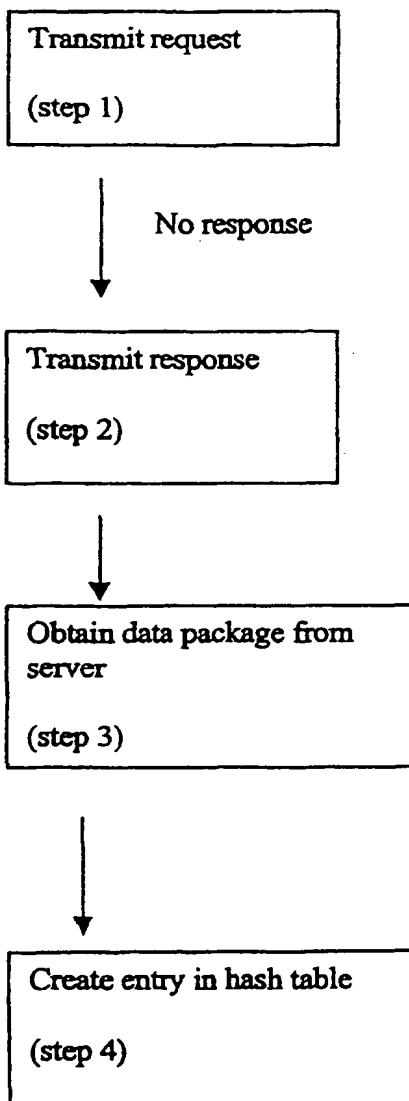 Transmit request
(step 1)
No response
Transmit response
(step 2)
Obtain data package from
server
(step 3)
Create entry in hash table
(step 4)